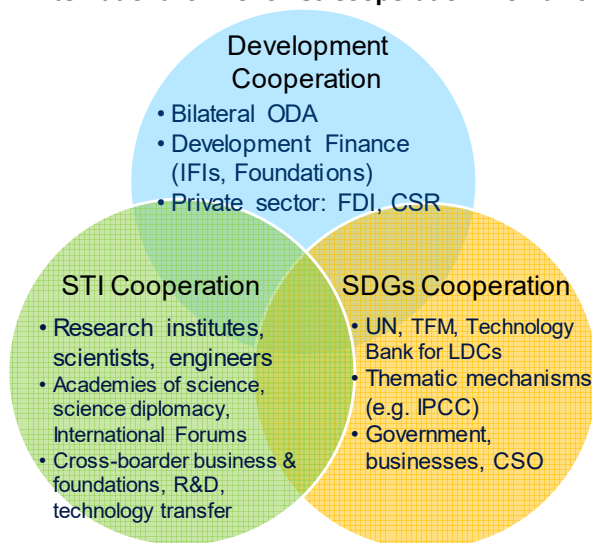 Development
Cooperation
• Bilateral ODA
• Development Finance
(IFIs, Foundations)
• Private sector: FDI, CSR
STI Cooperation
• Research institutes,
scientists, engineers
• Academies of science,
science diplomacy,
International Forums
• Cross-boarder business &
foundations, R&D,
technology transfer
SDGs Cooperation
• UN, TFM, Technology
Bank for LDCs
• Thematic mechanisms
(e.g. IPCC)
• Government,
businesses, CSO